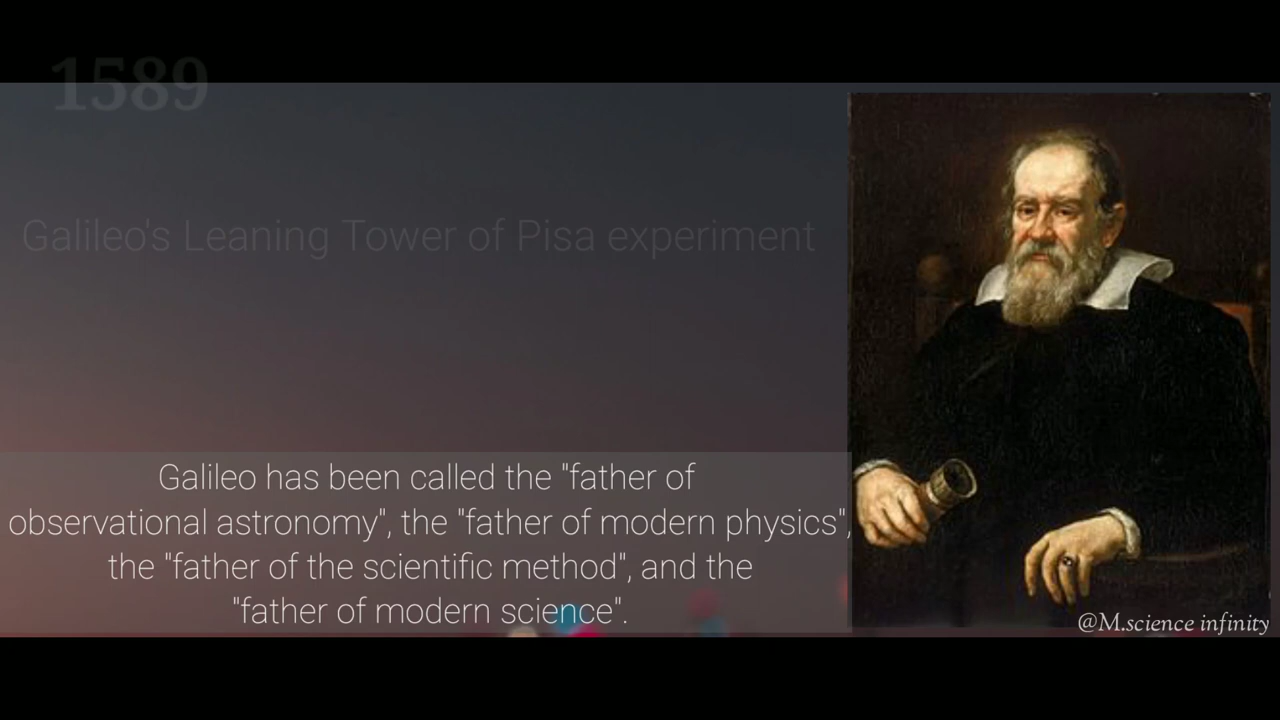 1589
Galileo's Leaning Tower of Pisa experiment
Galileo has been called the "father of
observational astronomy", the "father of modern physics",
the "father of the scientific method", and the
"father of modern science".
@M.science infinity